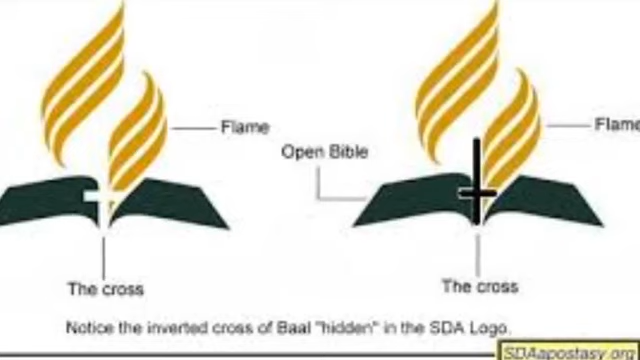 Flame
Flame
Open Bible
The cross
The cross
Notice the inverted cross of Baal "hidden" in the SDA Logo.
SDAapostasy.org